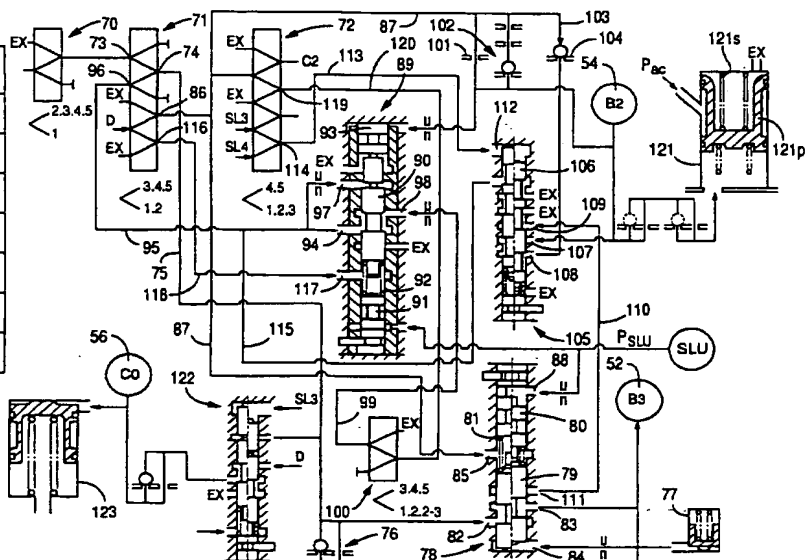 70
71
72
87
102
103
EX
73
74
EX
113
101
104
121s
EX
EX
96
C2
120
54
Pac
EX
86
EX
89
B2
D
116
119
93
112
2.3.4.5
1
EX
SL3
90
106
121
121p
SL4
114
EX
98
EX
EX
3.4.5
1.2
4.5
1.2.3
97
109
94
107
95
EX
108
75
117
92
EX
118
91
110
56
87
115
105
PSLU
SLU
C0
52
122
SL3
88
B3
99
EX
81
80
D
85
79
EX
3.4.5
1.2.2-3
111
77
123
100
82
83
76
78
84